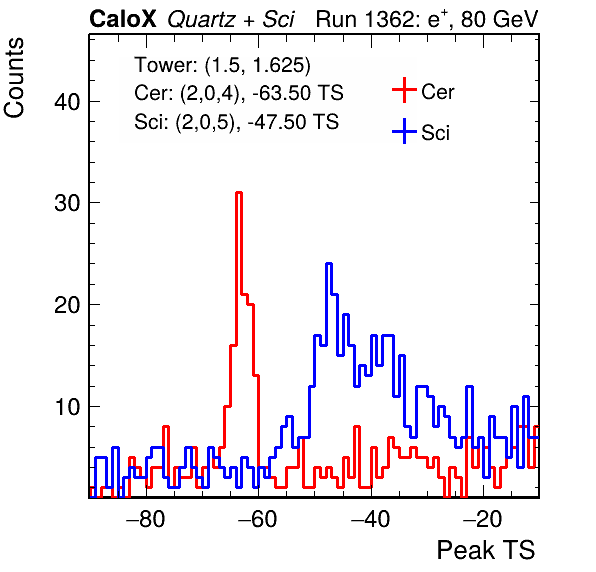 CaloX Quartz + Sci Run 1362: e+, 80 GeV
Counts
Tower: (1.5, 1.625)
Cer: (2,0,4), -63.50 TS
Sci: (2,0,5), -47.50 TS
Cer
Sci
40
30
20
10
−80 −60 −40 −20
Peak TS